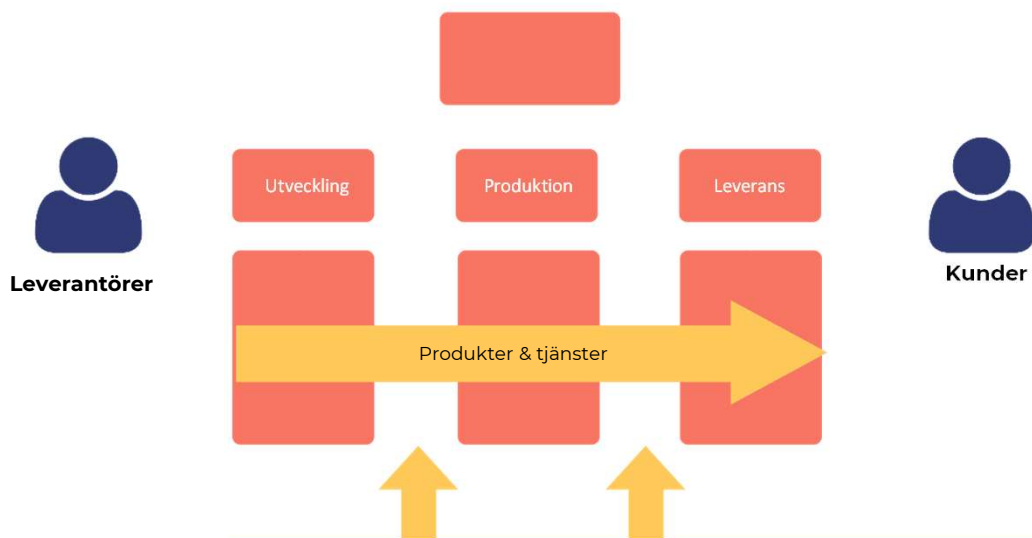 Utveckling
Produktion
Leverans
Leverantörer
Kunder
Produkter & tjänster